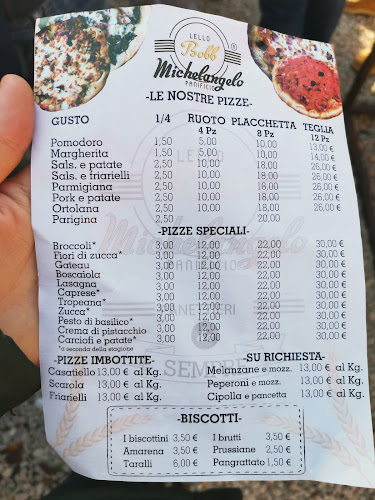 LELLO
Bobb ®
Michelangelo
PANIFICIO
-LE NOSTRE PIZZE-
GUSTO 1/4 RUOTO PLACCHETTA TEGLIA
4 Pz 8 Pz 12 Pz
Pomodoro 1,50 5,00 10,00 13,00 €
Margherita 1,50 5,00 10,00 14,00 €
Sals. e patate 2,50 10,00 18,00 26,00 €
Sals. e friarielli 2,50 10,00 18,00 26,00 €
Parmigiana 2,50 10,00 18,00 26,00 €
Pork e patate 2,50 10,00 18,00 26,00 €
Ortolana 2,50 10,00 18,00 26,00 €
Parigina 2,50 20,00
-PIZZE SPECIALI-
Broccoli* 3,00 12,00 22,00 30,00 €
Fiori di zucca* 3,00 12,00 22,00 30,00 €
Gateau 3,00 12,00 22,00 30,00 €
Boscaiola 3,00 12,00 22,00 30,00 €
Lasagna 3,00 12,00 22,00 30,00 €
Caprese* 3,00 12,00 22,00 30,00 €
Tropeana* 3,00 12,00 22,00 30,00 €
Zucca* 3,00 12,00 22,00 30,00 €
Pesto di basilico* 3,00 12,00 22,00 30,00 €
Crema di pistacchio 3,00 12,00 22,00 30,00 €
Carciofi e patate* 3,00 12,00 22,00 30,00 €
*a seconda della stagione
-PIZZE IMBOTTITE-
Casatiello 13,00 € al Kg.
Scarola 13,00 € al Kg.
Friarielli 13,00 € al Kg.
-SU RICHIESTA-
Melanzane e mozz. 13,00 € al Kg.
Peperoni e mozz. 13,00 € al Kg.
Cipolla e pancetta 13,00 € al Kg.
-BISCOTTI-
I biscottini 3,50 € I brutti 3,50 €
Amarena 3,50 € Prussiane 2,50 €
Taralli 6,00 € Pangrattato 1,50 €